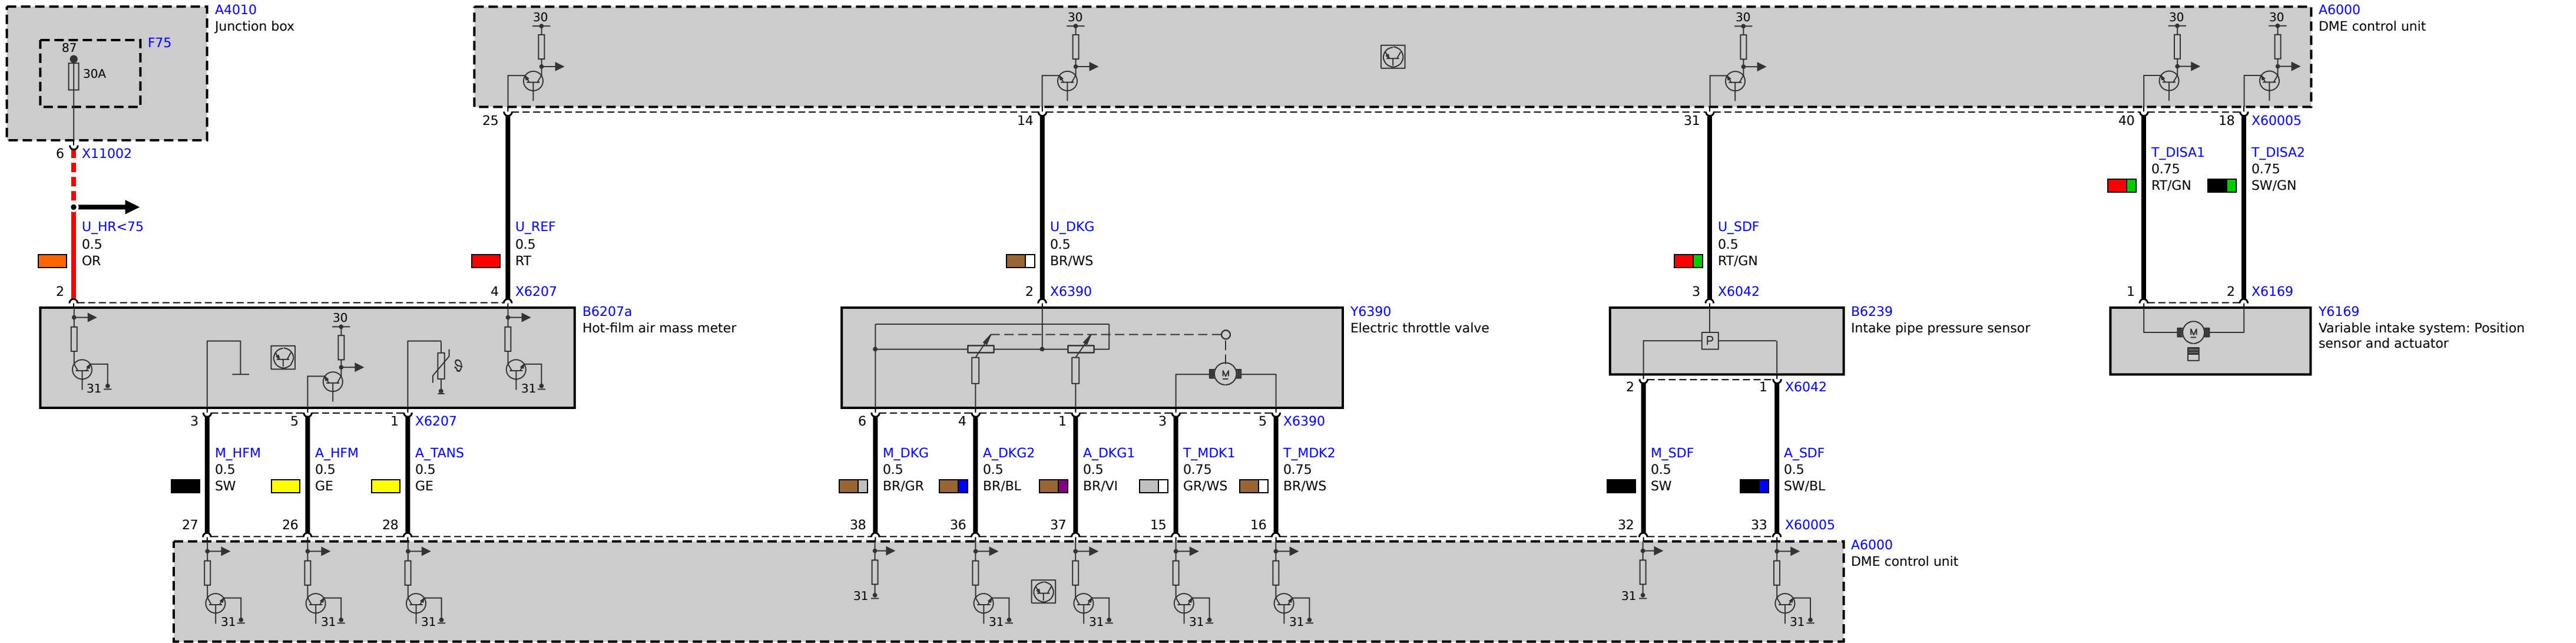 A4010
Junction box
F75
87
30A
30
30
30
30
30
A6000
DME control unit
6
X11002
25
14
31
40
18
X60005
T_DISA1
0.75
RT/GN
T_DISA2
0.75
SW/GN
U_HR<75
0.5
OR
U_REF
0.5
RT
U_DKG
0.5
BR/WS
U_SDF
0.5
RT/GN
2
4
X6207
2
X6390
3
X6042
1
2
X6169
B6207a
Hot-film air mass meter
30
31
31
Y6390
Electric throttle valve
M
B6239
Intake pipe pressure sensor
P
Y6169
Variable intake system: Position
sensor and actuator
M
3
5
1
X6207
6
4
1
3
5
X6390
2
1
X6042
M_HFM
0.5
SW
A_HFM
0.5
GE
A_TANS
0.5
GE
M_DKG
0.5
BR/GR
A_DKG2
0.5
BR/BL
A_DKG1
0.5
BR/VI
T_MDK1
0.75
GR/WS
T_MDK2
0.75
BR/WS
M_SDF
0.5
SW
A_SDF
0.5
SW/BL
27
26
28
38
36
37
15
16
32
33
X60005
A6000
DME control unit
31
31
31
31
31
31
31
31
31
31